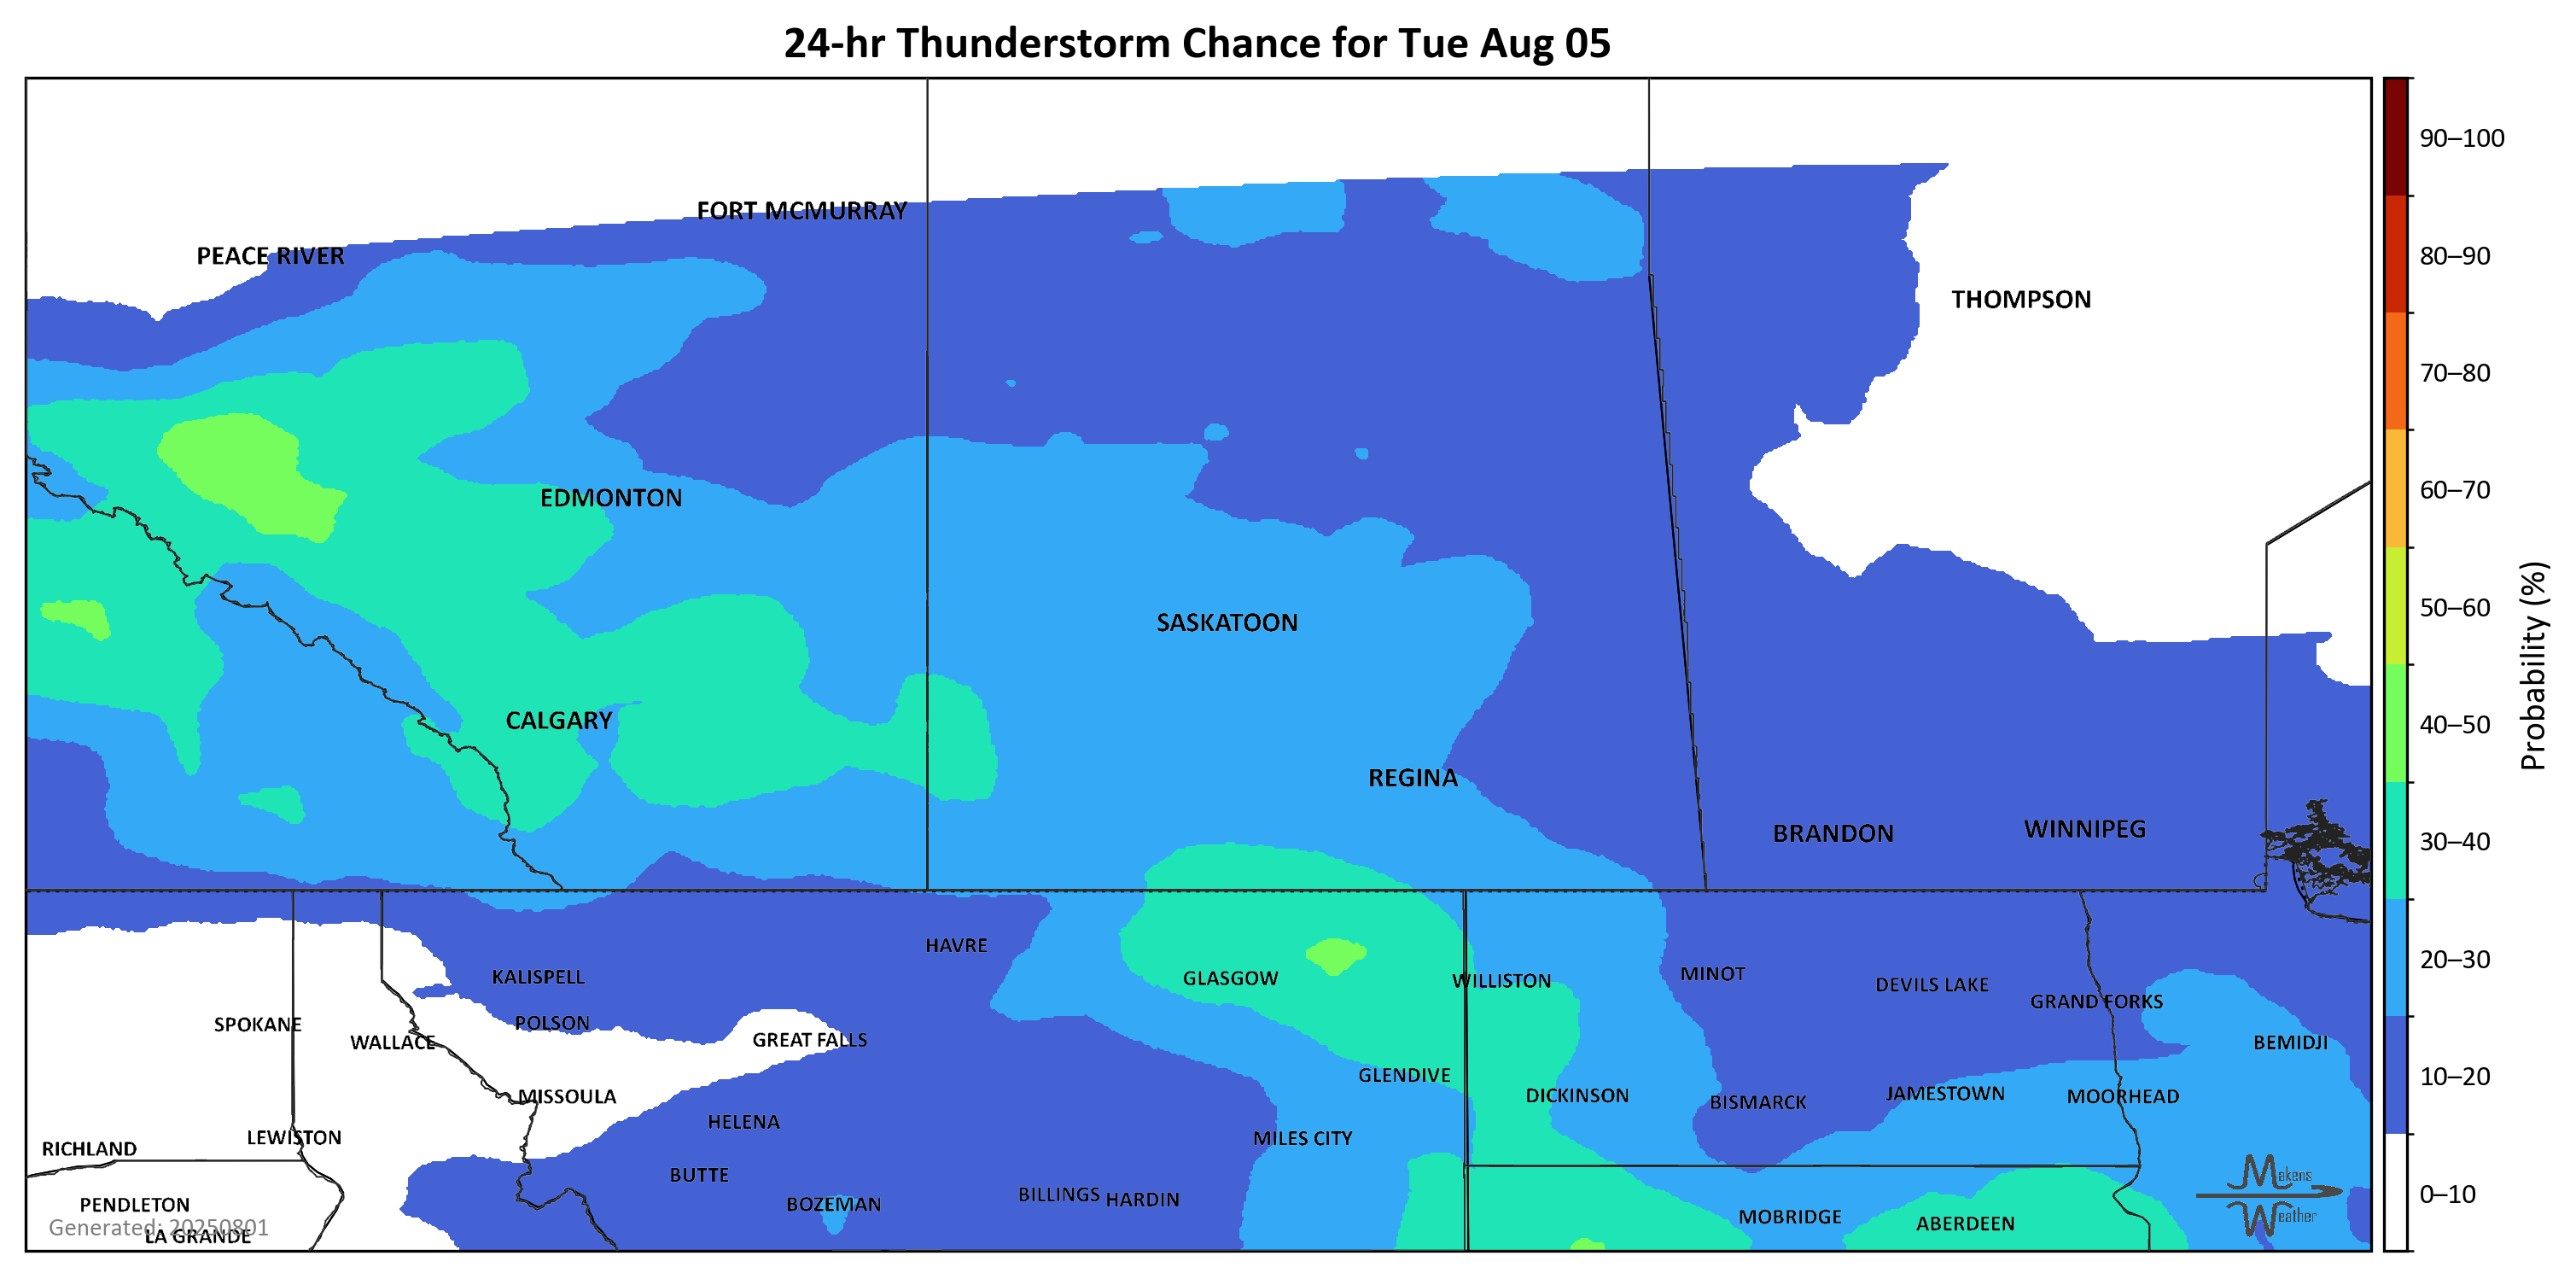 24-hr Thunderstorm Chance for Tue Aug 05
90–100
FORT MCMURRAY
PEACE RIVER
80–90
THOMPSON
70–80
60–70
EDMONTON
50–60
SASKATOON
Probability (%)
CALGARY
40–50
REGINA
BRANDON
WINNIPEG
30–40
HAVRE
20–30
KALISPELL
GLASGOW
WILLISTON
MINOT
DEVILS LAKE
GRAND FORKS
SPOKANE
POLSON
WALLACE
GREAT FALLS
BEMIDJI
GLENDIVE
10–20
MISSOULA
DICKINSON
BISMARCK
JAMESTOWN
MOORHEAD
HELENA
RICHLAND
LEWISTON
MILES CITY
BUTTE
Makens
Weather
0–10
PENDLETON
BOZEMAN
BILLINGS
HARDIN
MOBRIDGE
ABERDEEN
Generated: 20250801
LA GRANDE